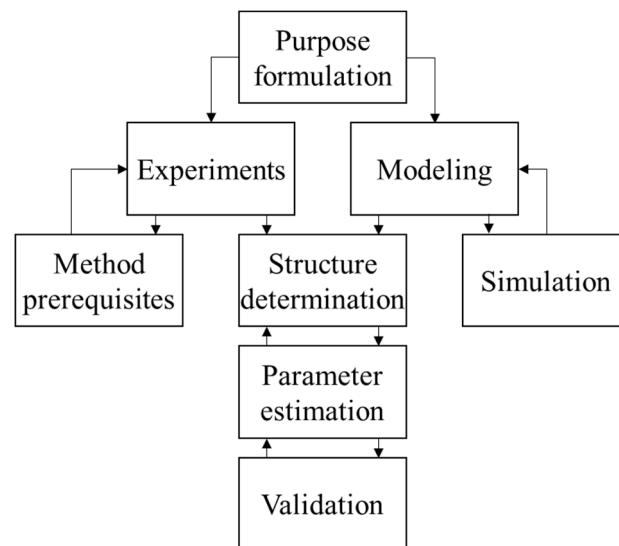 Purpose
formulation
Experiments
Modeling
Method
prerequisites
Structure
determination
Simulation
Parameter
estimation
Validation